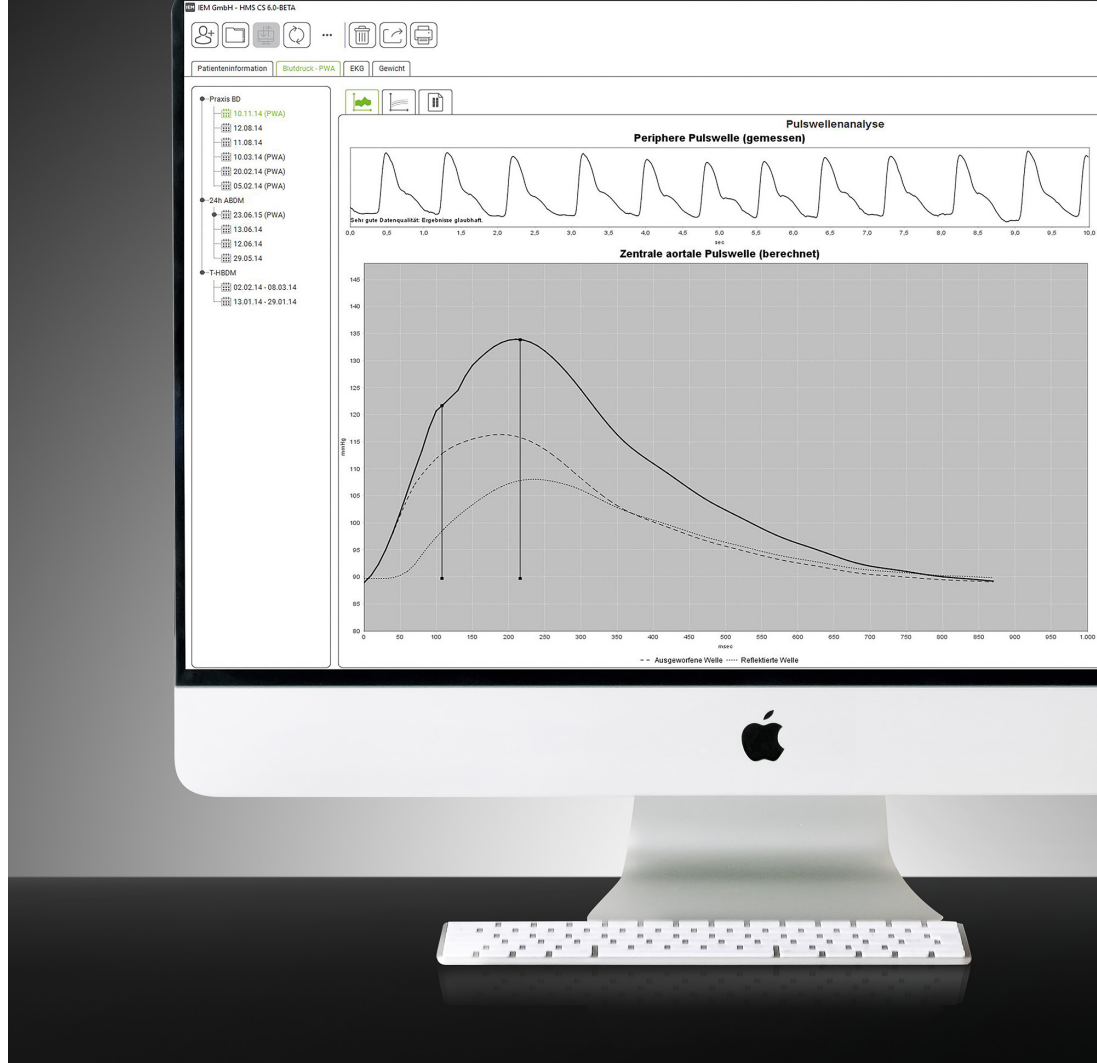 IEM IEM GmbH - HMS CS 6.0-BETA
Patienteninformation Blutdruck - PWA EKG Gewicht
Praxis BD
10.11.14 (PWA)
12.08.14
11.08.14
10.03.14 (PWA)
20.02.14 (PWA)
05.02.14 (PWA)
24h ABDM
23.06.15 (PWA)
13.06.14
12.06.14
29.05.14
T-HBDM
02.02.14 - 08.03.14
13.01.14 - 29.01.14
Pulswellenanalyse
Periphere Pulswelle (gemessen)
Sehr gute Datenqualität: Ergebnisse glaubhaft.
0,0 0,5 1,0 1,5 2,0 2,5 3,0 3,5 4,0 4,5 5,0 5,5 6,0 6,5 7,0 7,5 8,0 8,5 9,0 9,5 10,0
sec
Zentrale aortale Pulswelle (berechnet)
145
140
135
130
125
120
115
110
105
100
95
90
85
80
mmHg
0 50 100 150 200 250 300 350 400 450 500 550 600 650 700 750 800 850 900 950 1.000
msec
Ausgeworfene Welle Reflektierte Welle